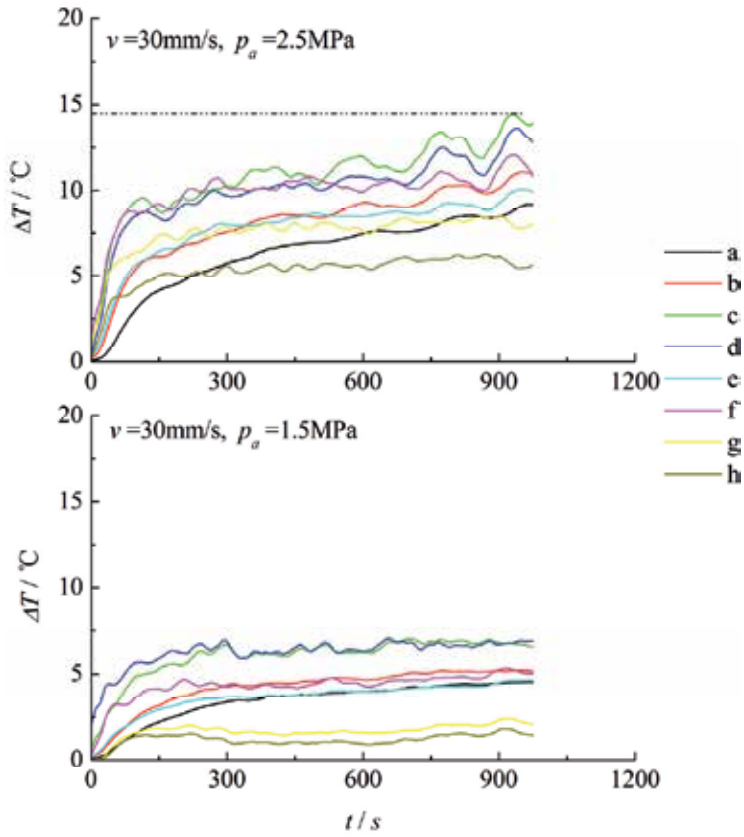 20
v=30mm/s, pₐ=2.5MPa
15
ΔT / ℃
10
5
0
0 300 600 900 1200
a
b
c
d
e
f
g
h
20
v=30mm/s, pₐ=1.5MPa
15
ΔT / ℃
10
5
0
0 300 600 900 1200
t / s